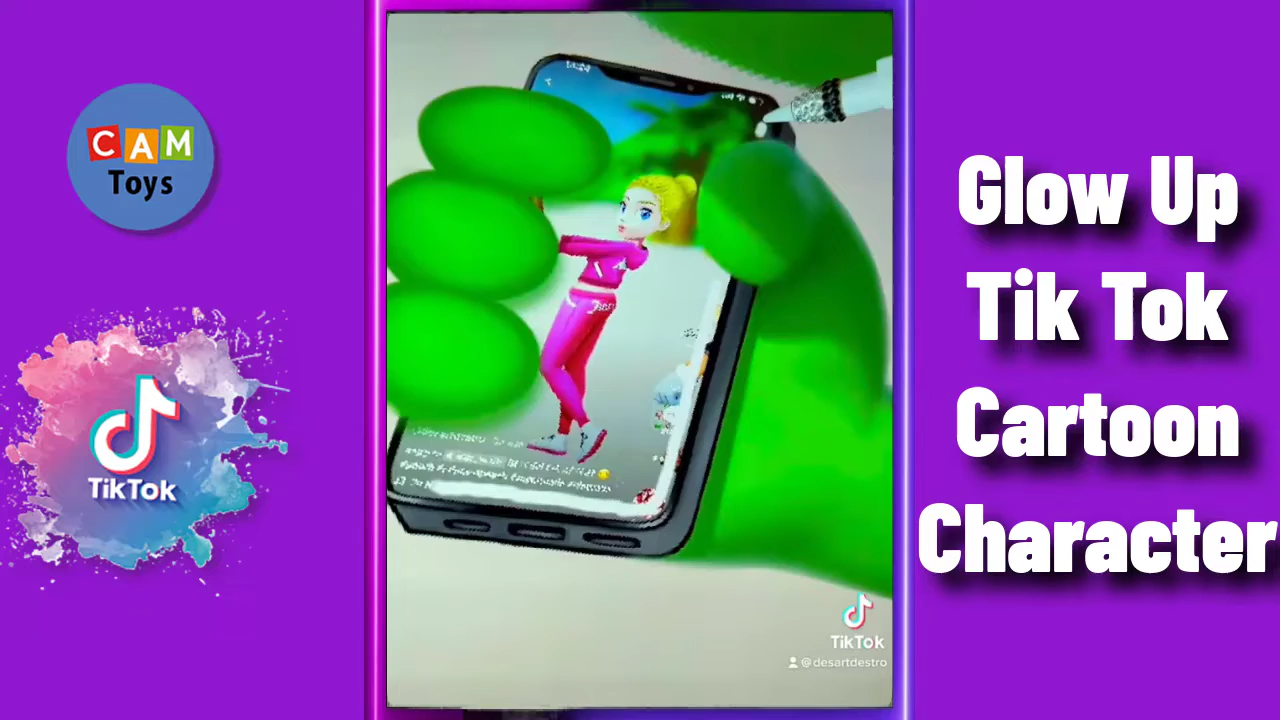 CAM
Toys
TikTok
Glow Up
Tik Tok
Cartoon
Character
TikTok
@desartdestro